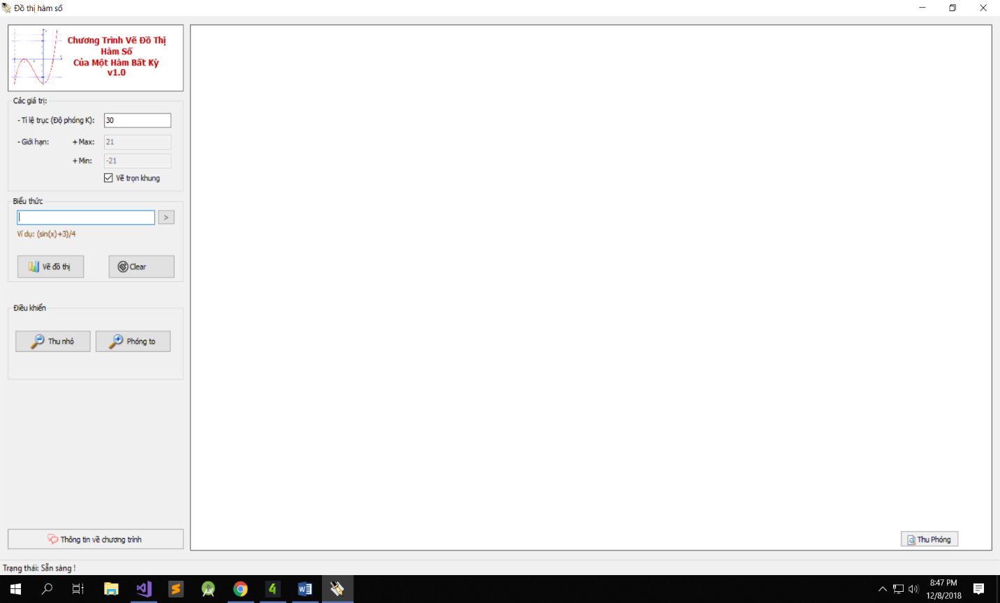 Đồ thị hàm số
Chương Trình Vẽ Đồ Thị
Hàm Số
Của Một Hàm Bất Kỳ
v1.0
Các giá trị:
- Tỉ lệ trục (Độ phóng K): 30
- Giới hạn: + Max: 21
+ Min: -21
Vẽ trọn khung
Biểu thức
>
Ví dụ: (sin(x)+3)/4
Vẽ đồ thị Clear
Điều khiển
Thu nhỏ Phóng to
Thông tin về chương trình
Thu Phóng
Trạng thái: Sẵn sàng !
8:47 PM
12/8/2018